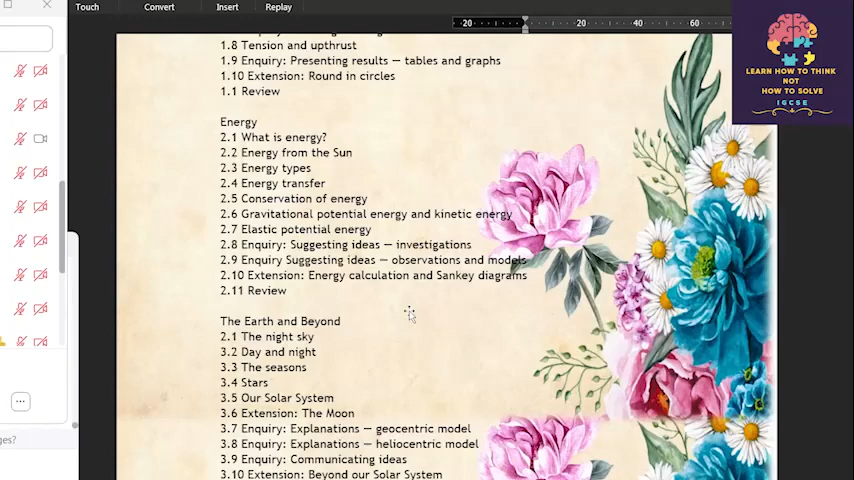 Touch Convert Insert Replay
-20 0 20 40 60
LEARN HOW TO THINK
NOT
HOW TO SOLVE
IGCSE
1.8 Tension and upthrust
1.9 Enquiry: Presenting results — tables and graphs
1.10 Extension: Round in circles
1.1 Review
Energy
2.1 What is energy?
2.2 Energy from the Sun
2.3 Energy types
2.4 Energy transfer
2.5 Conservation of energy
2.6 Gravitational potential energy and kinetic energy
2.7 Elastic potential energy
2.8 Enquiry: Suggesting ideas — investigations
2.9 Enquiry Suggesting ideas — observations and models
2.10 Extension: Energy calculation and Sankey diagrams
2.11 Review
The Earth and Beyond
2.1 The night sky
3.2 Day and night
3.3 The seasons
3.4 Stars
3.5 Our Solar System
3.6 Extension: The Moon
3.7 Enquiry: Explanations — geocentric model
3.8 Enquiry: Explanations — heliocentric model
3.9 Enquiry: Communicating ideas
3.10 Extension: Beyond our Solar System